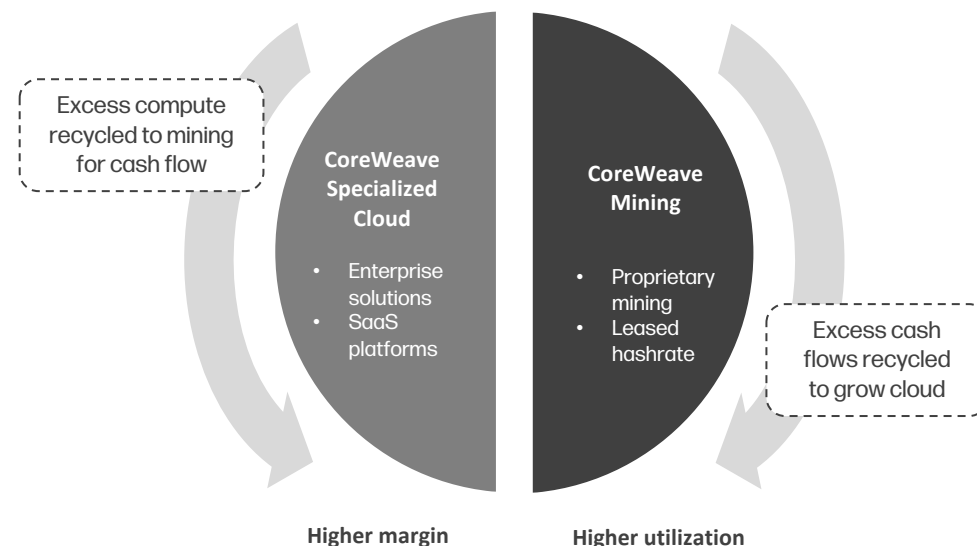 Excess compute
recycled to mining
for cash flow
CoreWeave
Specialized
Cloud
• Enterprise
solutions
• SaaS
platforms
CoreWeave
Mining
• Proprietary
mining
• Leased
hashrate
Excess cash
flows recycled
to grow cloud
Higher margin
Higher utilization